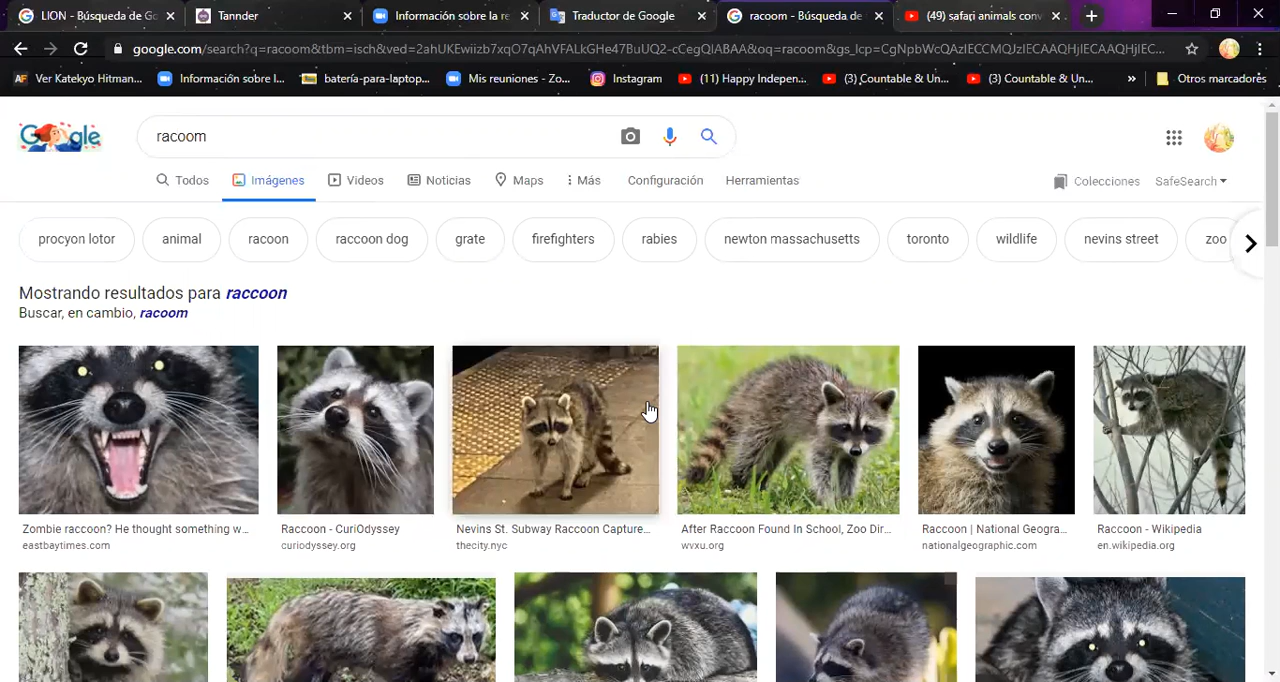 LION - Búsqueda de Go
Tannder
Información sobre la re
Traductor de Google
racoom - Búsqueda de
(49) safari animals conv
google.com/search?q=racoom&tbm=isch&ved=2ahUKEwiizb7xqO7qAhVFALkGHe47BuUQ2-cCegQIABAA&oq=racoom&gs_lcp=CgNpbWcQAzIECCMQJzIECAAQHjIECAAQHjIEC...
AF Ver Katekyo Hitman...
Información sobre l...
batería-para-laptop...
Mis reuniones - Zo...
Instagram
(11) Happy Indepen...
(3) Countable & Un...
(3) Countable & Un...
»
Otros marcadores
Google
racoom
Todos
Imágenes
Videos
Noticias
Maps
Más
Configuración
Herramientas
Colecciones
SafeSearch
procyon lotor
animal
racoon
raccoon dog
grate
firefighters
rabies
newton massachusetts
toronto
wildlife
nevins street
zoo
Mostrando resultados para raccoon
Buscar, en cambio, racoom
Zombie raccoon? He thought something w...
eastbaytimes.com
Raccoon - CuriOdyssey
curiodyssey.org
Nevins St. Subway Raccoon Capture...
thecity.nyc
After Raccoon Found In School, Zoo Dir...
wvxu.org
Raccoon | National Geogra...
nationalgeographic.com
Raccoon - Wikipedia
en.wikipedia.org